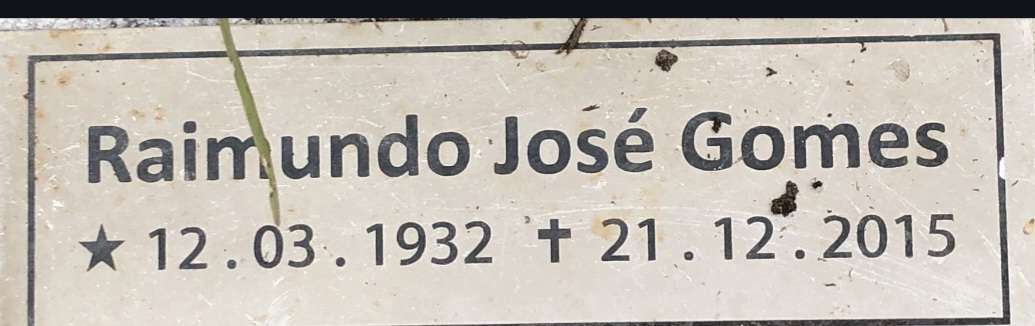 Raimundo José Gomes
★ 12.03.1932 ✝ 21.12.2015